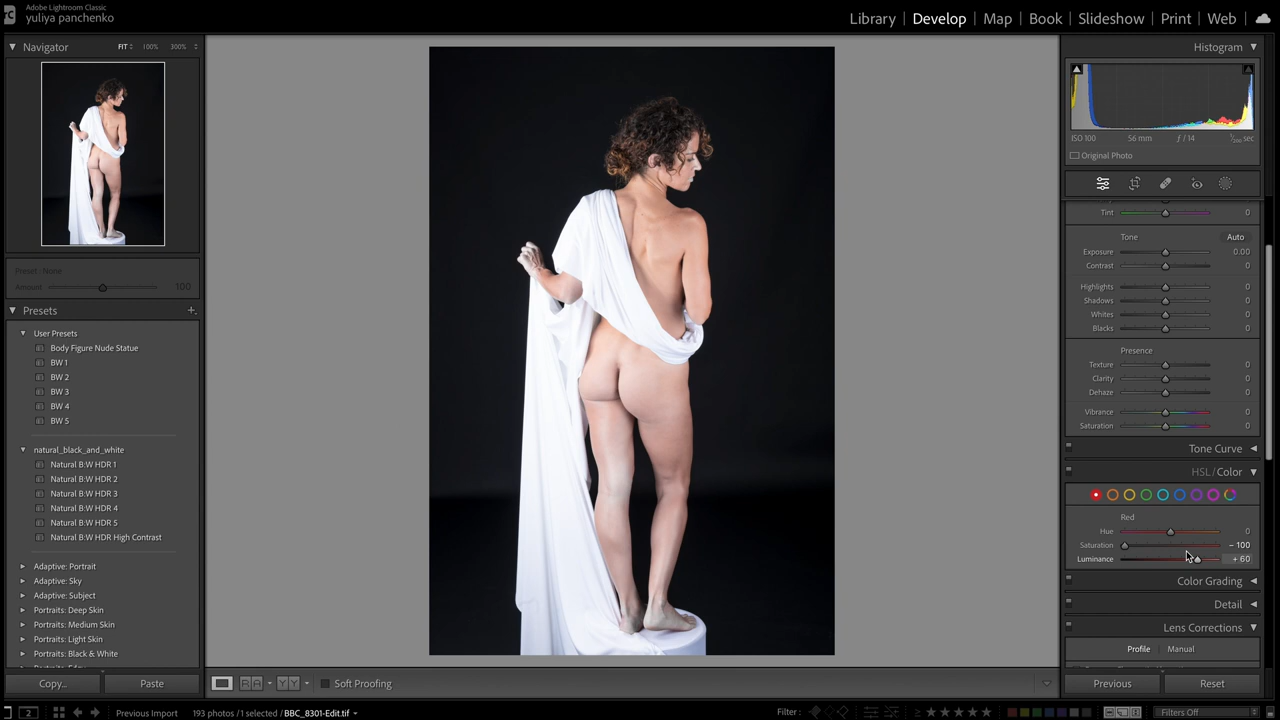 Adobe Lightroom Classic
yuliya panchenko
Library | Develop | Map | Book | Slideshow | Print | Web
Navigator FIT 100% 300%
Preset: None
Amount 100
Presets +
User Presets
Body Figure Nude Statue
BW 1
BW 2
BW 3
BW 4
BW 5
natural_black_and_white
Natural B:W HDR 1
Natural B:W HDR 2
Natural B:W HDR 3
Natural B:W HDR 4
Natural B:W HDR 5
Natural B:W HDR High Contrast
Adaptive: Portrait
Adaptive: Sky
Adaptive: Subject
Portraits: Deep Skin
Portraits: Medium Skin
Portraits: Light Skin
Portraits: Black & White
Copy... Paste
Soft Proofing
Histogram
ISO 100 56 mm ƒ / 14 sec
Original Photo
Tint 0
Tone Auto
Exposure 0.00
Contrast 0
Highlights 0
Shadows 0
Whites 0
Blacks 0
Presence
Texture 0
Clarity 0
Dehaze 0
Vibrance 0
Saturation 0
Tone Curve
HSL / Color
Red
Hue 0
Saturation – 100
Luminance + 60
Color Grading
Detail
Lens Corrections
Profile Manual
Previous Reset
2 Previous Import 193 photos / 1 selected / BBC_8301-Edit.tif
Filter : Filters Off